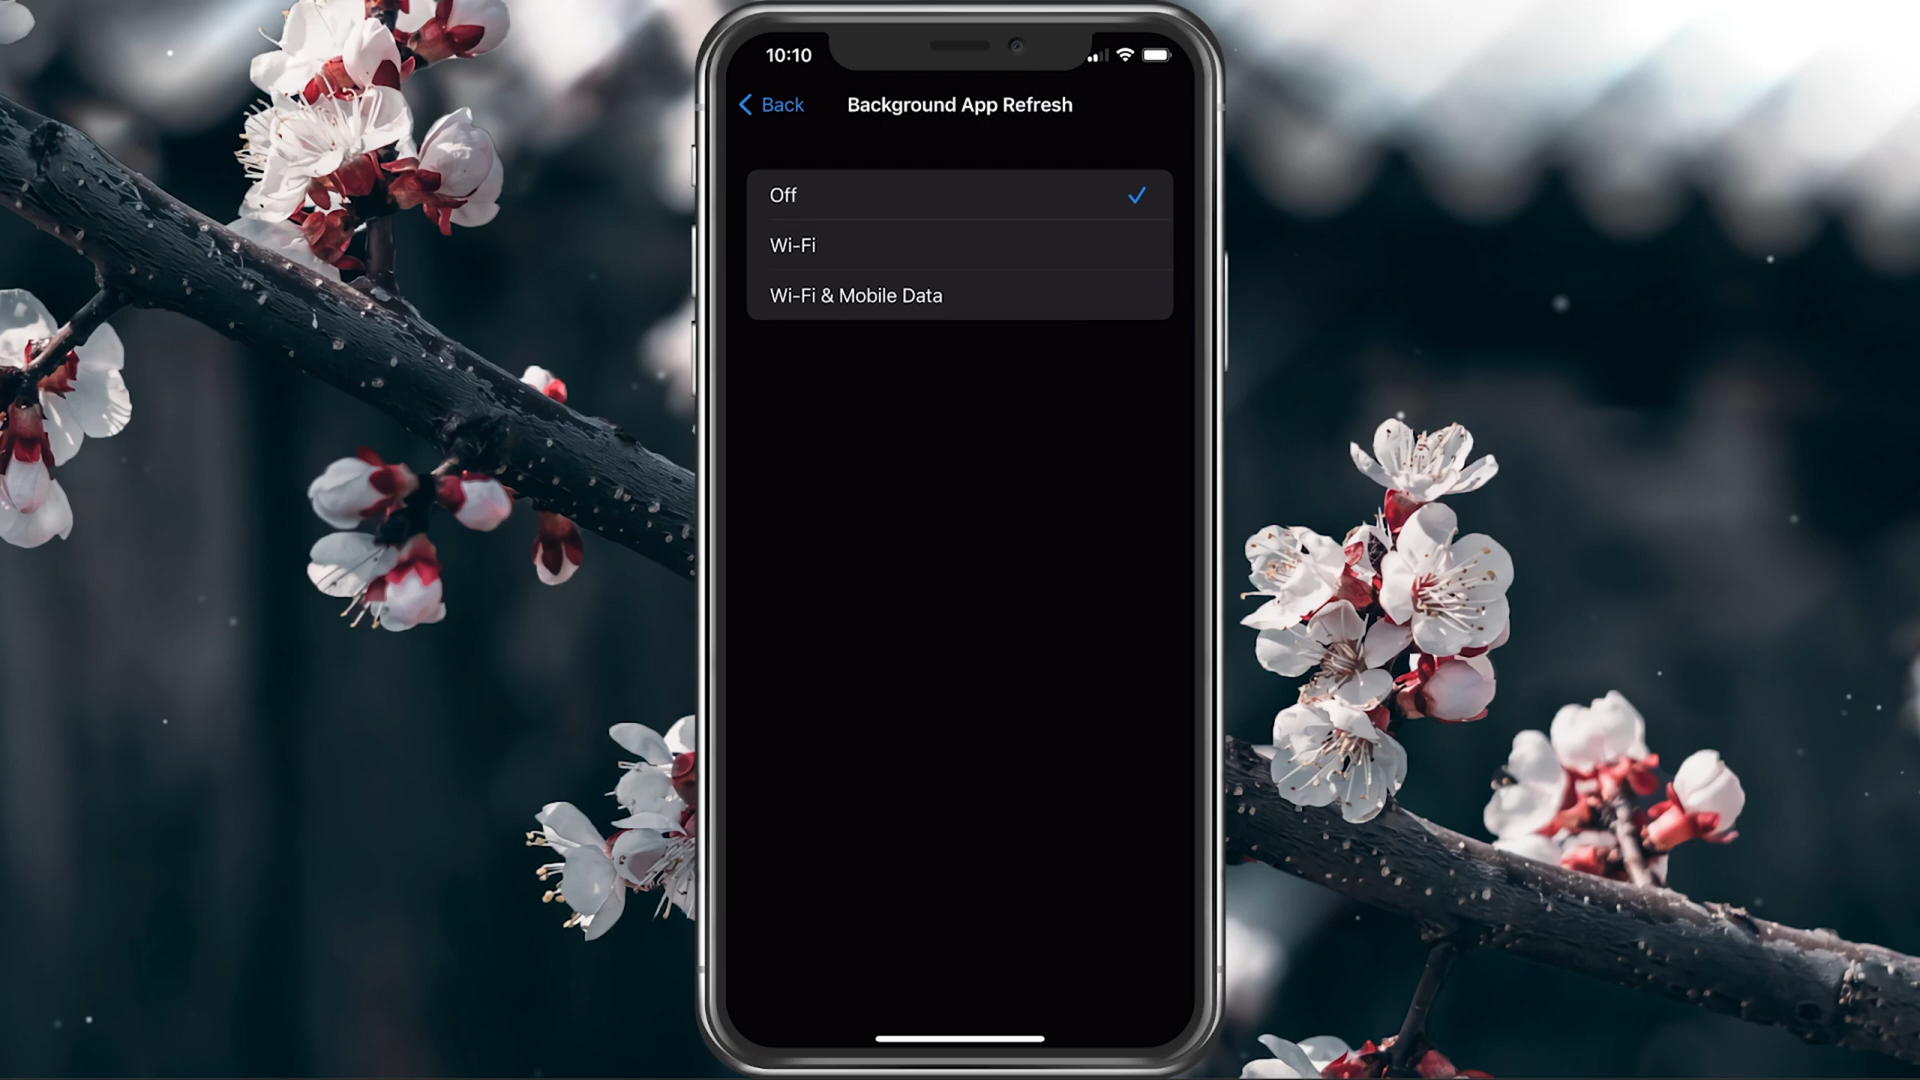 10:10
Back
Background App Refresh
Off
Wi-Fi
Wi-Fi & Mobile Data